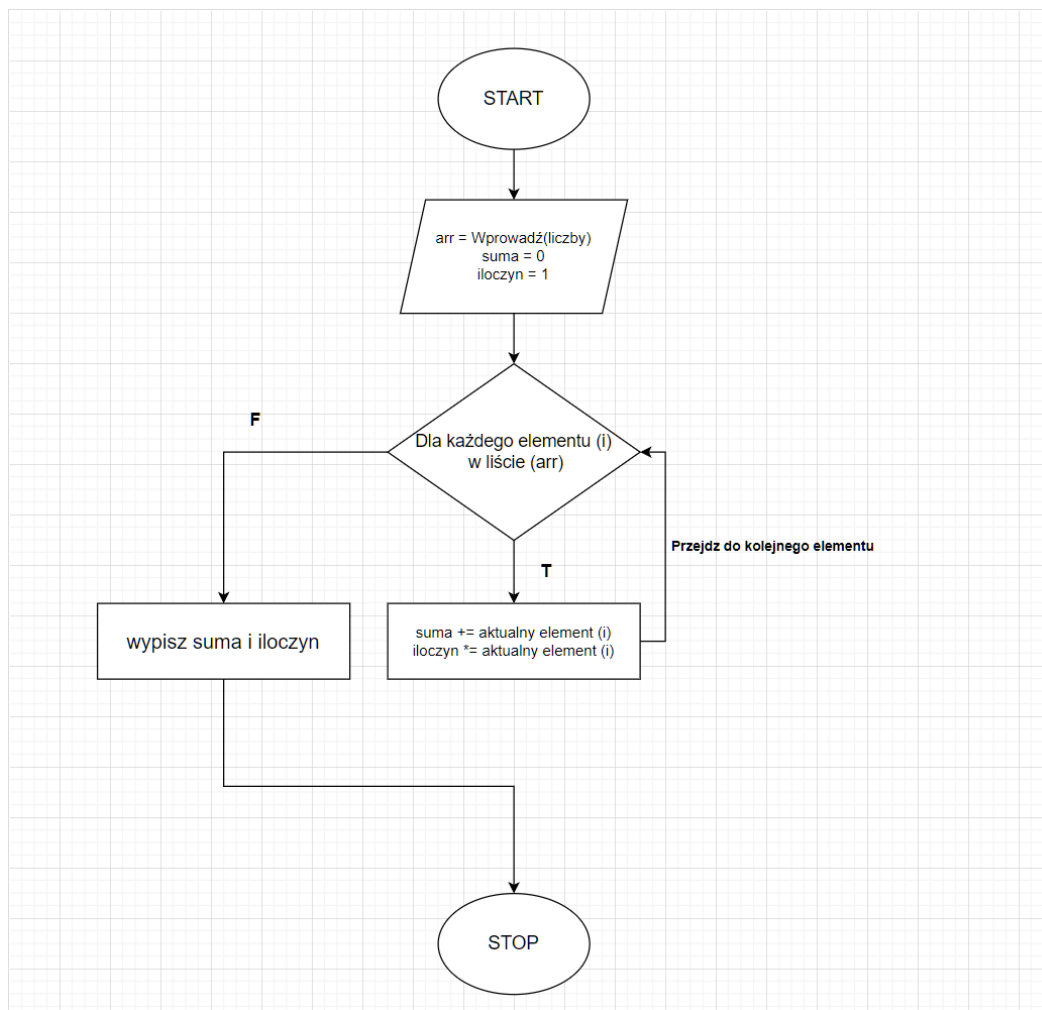 START
arr = Wprowadź(liczby)
suma = 0
iloczyn = 1
F
Dla każdego elementu (i)
w liście (arr)
Przejdz do kolejnego elementu
T
wypisz suma i iloczyn
suma += aktualny element (i)
iloczyn *= aktualny element (i)
STOP